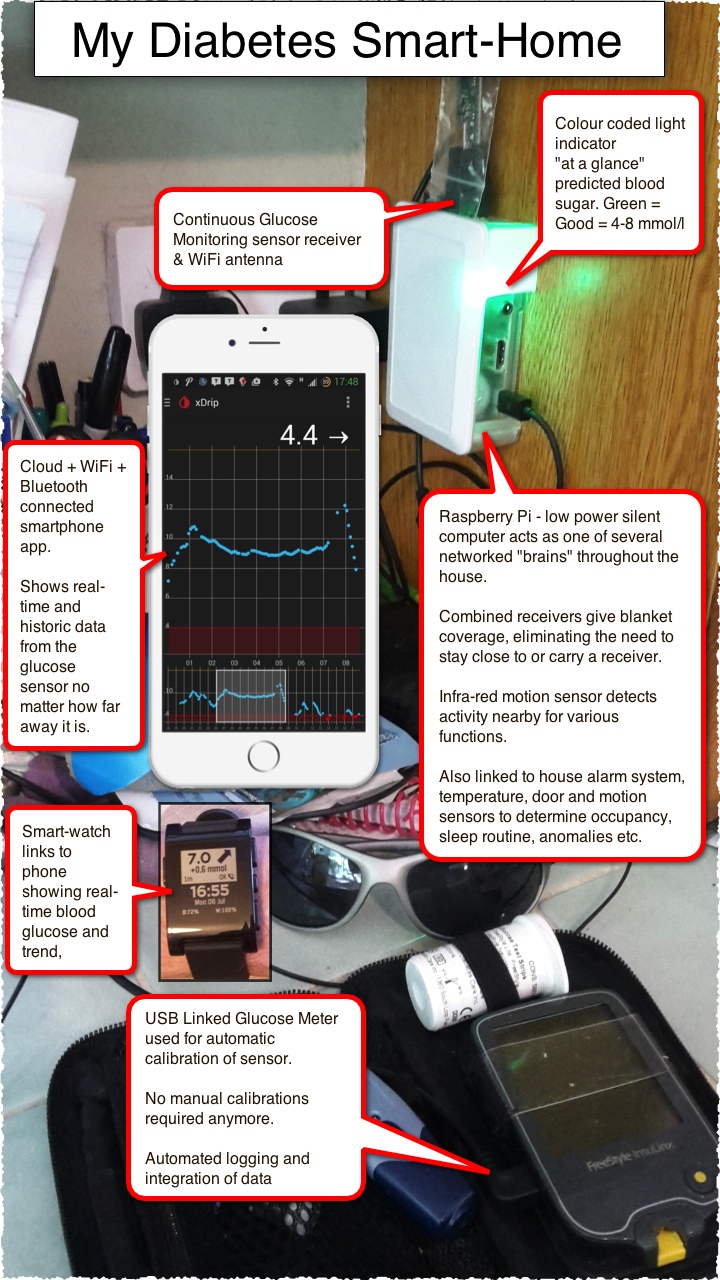 My Diabetes Smart-Home
Colour coded light
indicator
"at a glance"
predicted blood
sugar. Green =
Good = 4-8 mmol/l
Continuous Glucose
Monitoring sensor receiver
& WiFi antenna
17:48
xDrip
4.4 →
14
12
10
8
6
4
01 02 03 04 05 06 07 08
10
Cloud + WiFi +
Bluetooth
connected
smartphone
app.
Shows real-
time and
historic data
from the
glucose
sensor no
matter how far
away it is.
Raspberry Pi - low power silent
computer acts as one of several
networked "brains" throughout the
house.
Combined receivers give blanket
coverage, eliminating the need to
stay close to or carry a receiver.
Infra-red motion sensor detects
activity nearby for various
functions.
Also linked to house alarm system,
temperature, door and motion
sensors to determine occupancy,
sleep routine, anomalies etc.
Smart-watch
links to
phone
showing real-
time blood
glucose and
trend,
7.0
+0.6 mmol
1m OK
16:55
Mon 06 Jul
B:72% W:100%
Test Strips
USB Linked Glucose Meter
used for automatic
calibration of sensor.
No manual calibrations
required anymore.
Automated logging and
integration of data
FreeStyle InsuLinx